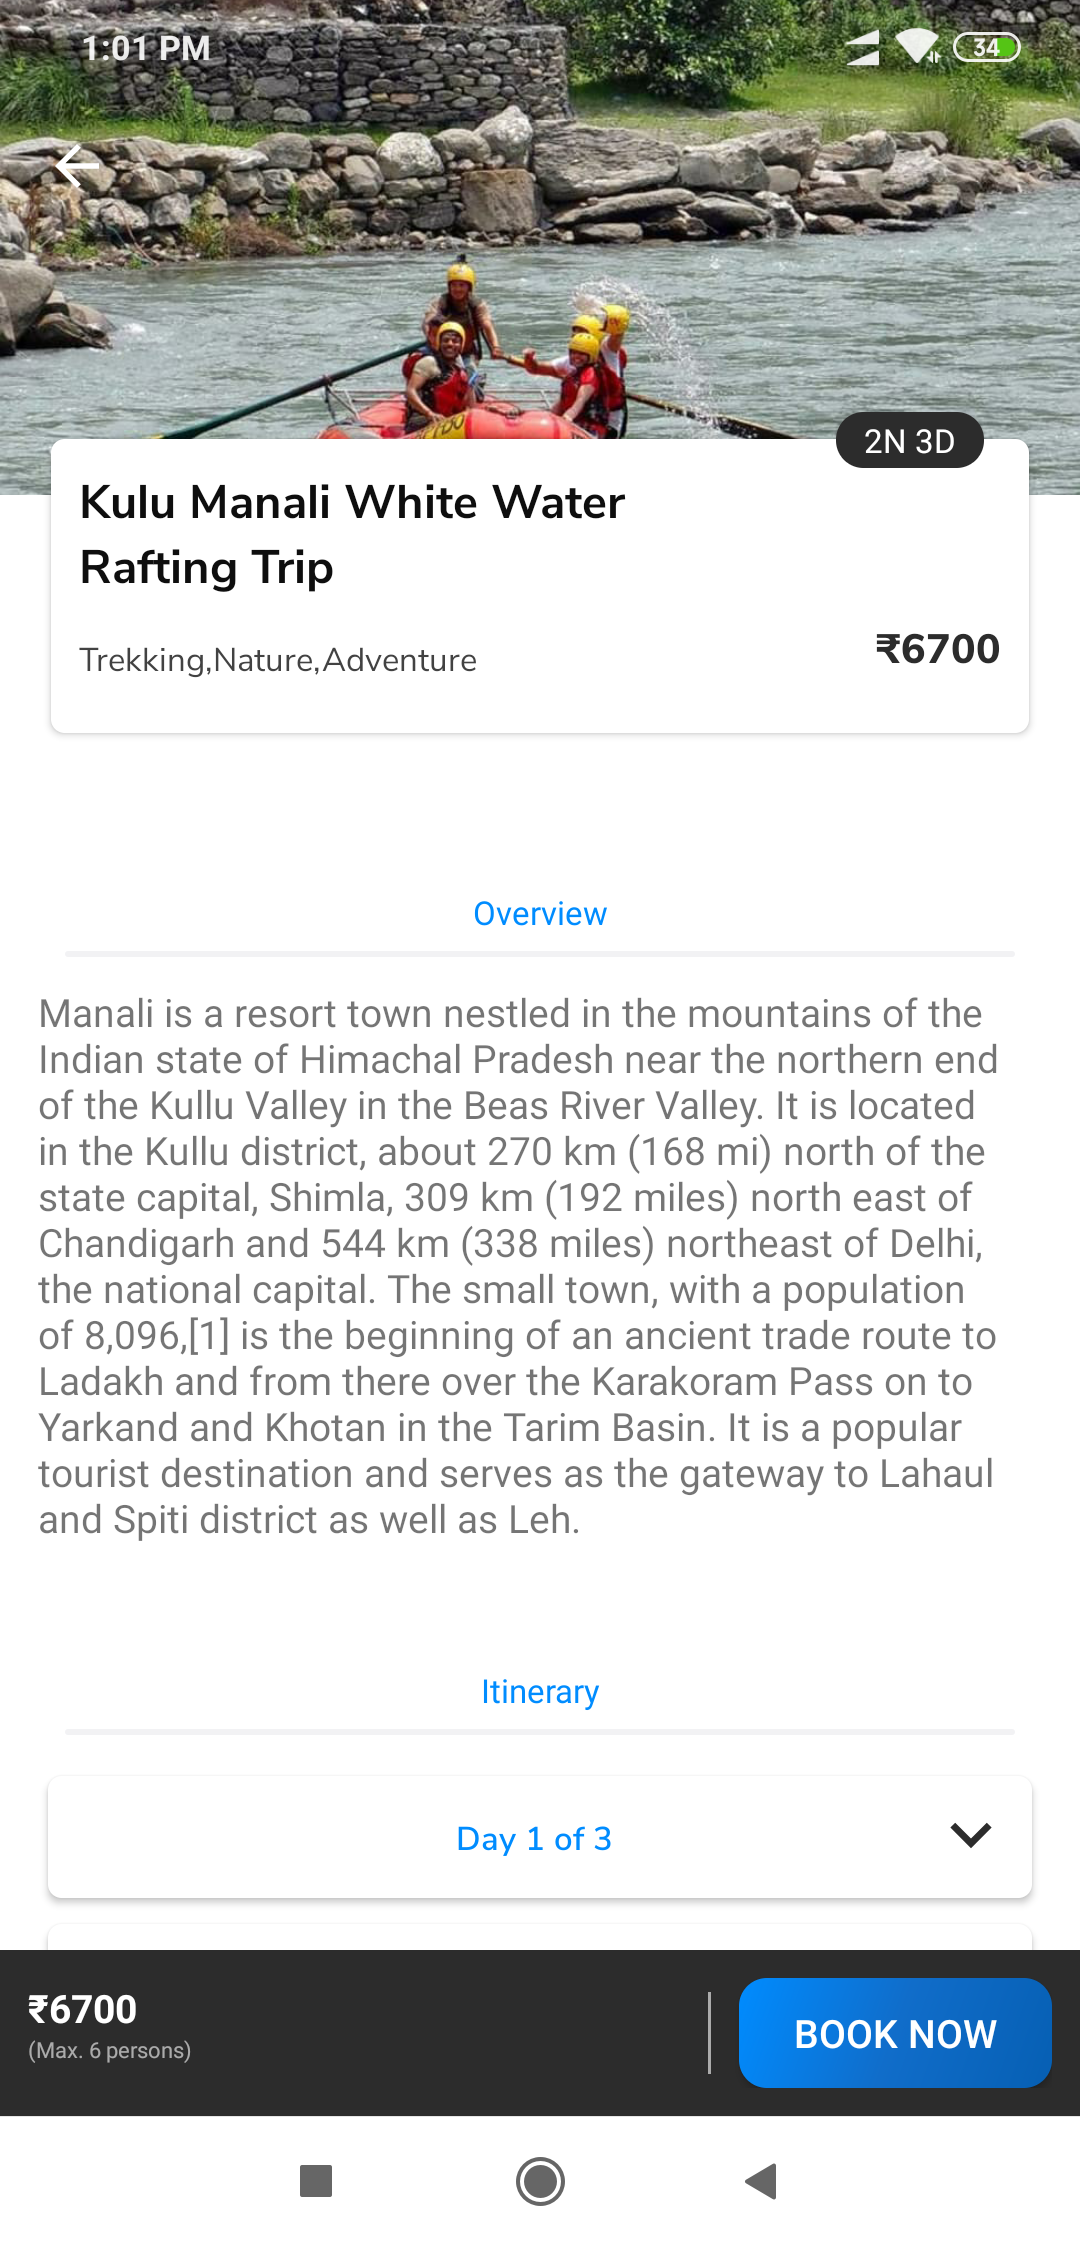 1:01 PM
34
2N 3D
Kulu Manali White Water
Rafting Trip
Trekking,Nature,Adventure
₹6700
Overview
Manali is a resort town nestled in the mountains of the
Indian state of Himachal Pradesh near the northern end
of the Kullu Valley in the Beas River Valley. It is located
in the Kullu district, about 270 km (168 mi) north of the
state capital, Shimla, 309 km (192 miles) north east of
Chandigarh and 544 km (338 miles) northeast of Delhi,
the national capital. The small town, with a population
of 8,096,[1] is the beginning of an ancient trade route to
Ladakh and from there over the Karakoram Pass on to
Yarkand and Khotan in the Tarim Basin. It is a popular
tourist destination and serves as the gateway to Lahaul
and Spiti district as well as Leh.
Itinerary
Day 1 of 3
₹6700
(Max. 6 persons)
BOOK NOW